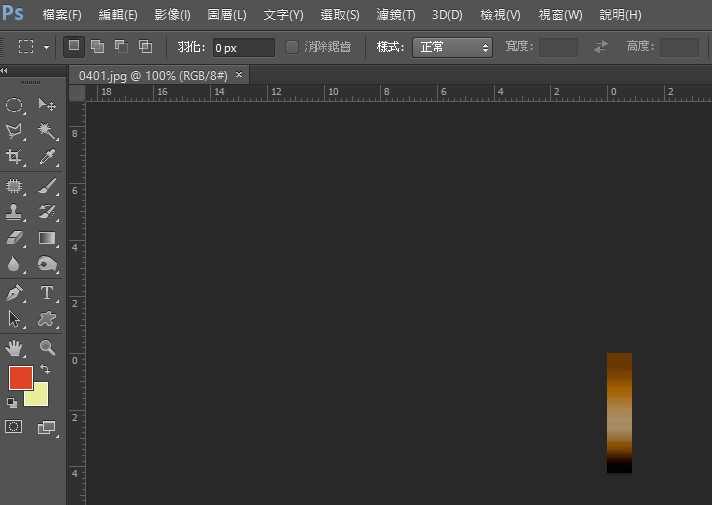 Ps 檔案(F) 編輯(E) 影像(I) 圖層(L) 文字(Y) 選取(S) 濾鏡(T) 3D(D) 檢視(V) 視窗(W) 說明(H)
羽化: 0 px 消除鋸齒 樣式: 正常 寬度: 高度:
0401.jpg @ 100% (RGB/8#) ×
18 16 14 12 10 8 6 4 2 0 2
8
6
4
2
0
2
4
T